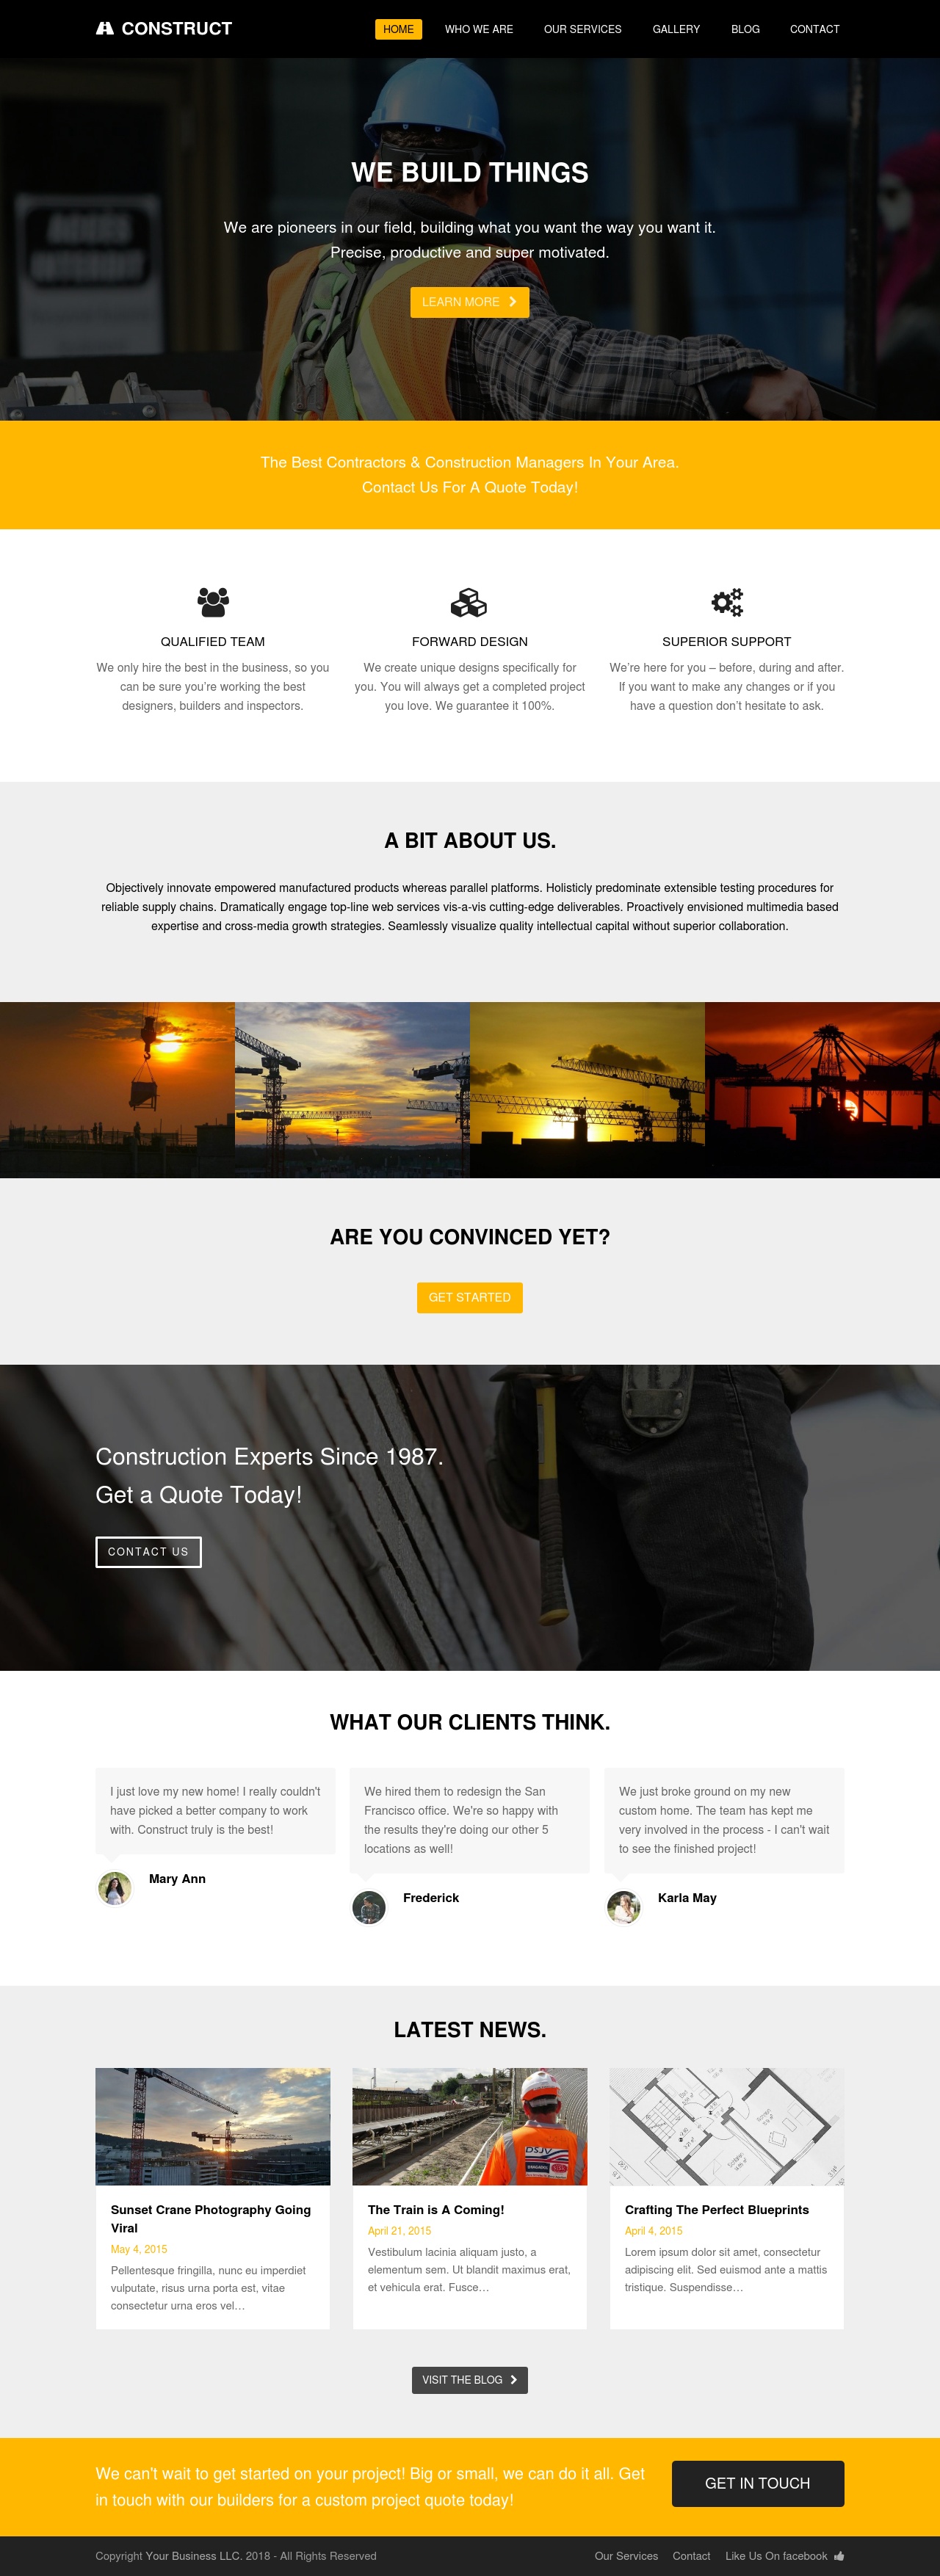 CONSTRUCT
HOME WHO WE ARE OUR SERVICES GALLERY BLOG CONTACT
WE BUILD THINGS
We are pioneers in our field, building what you want the way you want it.
Precise, productive and super motivated.
LEARN MORE
The Best Contractors & Construction Managers In Your Area.
Contact Us For A Quote Today!
QUALIFIED TEAM
We only hire the best in the business, so you
can be sure you’re working the best
designers, builders and inspectors.
FORWARD DESIGN
We create unique designs specifically for
you. You will always get a completed project
you love. We guarantee it 100%.
SUPERIOR SUPPORT
We’re here for you – before, during and after.
If you want to make any changes or if you
have a question don’t hesitate to ask.
A BIT ABOUT US.
Objectively innovate empowered manufactured products whereas parallel platforms. Holisticly predominate extensible testing procedures for
reliable supply chains. Dramatically engage top-line web services vis-a-vis cutting-edge deliverables. Proactively envisioned multimedia based
expertise and cross-media growth strategies. Seamlessly visualize quality intellectual capital without superior collaboration.
ARE YOU CONVINCED YET?
GET STARTED
Construction Experts Since 1987.
Get a Quote Today!
CONTACT US
WHAT OUR CLIENTS THINK.
I just love my new home! I really couldn't
have picked a better company to work
with. Construct truly is the best!
Mary Ann
We hired them to redesign the San
Francisco office. We're so happy with
the results they're doing our other 5
locations as well!
Frederick
We just broke ground on my new
custom home. The team has kept me
very involved in the process - I can't wait
to see the finished project!
Karla May
LATEST NEWS.
Sunset Crane Photography Going
Viral
May 4, 2015
Pellentesque fringilla, nunc eu imperdiet
vulputate, risus urna porta est, vitae
consectetur urna eros vel…
DSJV
The Train is A Coming!
April 21, 2015
Vestibulum lacinia aliquam justo, a
elementum sem. Ut blandit maximus erat,
et vehicula erat. Fusce…
Crafting The Perfect Blueprints
April 4, 2015
Lorem ipsum dolor sit amet, consectetur
adipiscing elit. Sed euismod ante a mattis
tristique. Suspendisse…
VISIT THE BLOG
We can't wait to get started on your project! Big or small, we can do it all. Get
in touch with our builders for a custom project quote today!
GET IN TOUCH
Copyright Your Business LLC. 2018 - All Rights Reserved
Our Services Contact Like Us On facebook